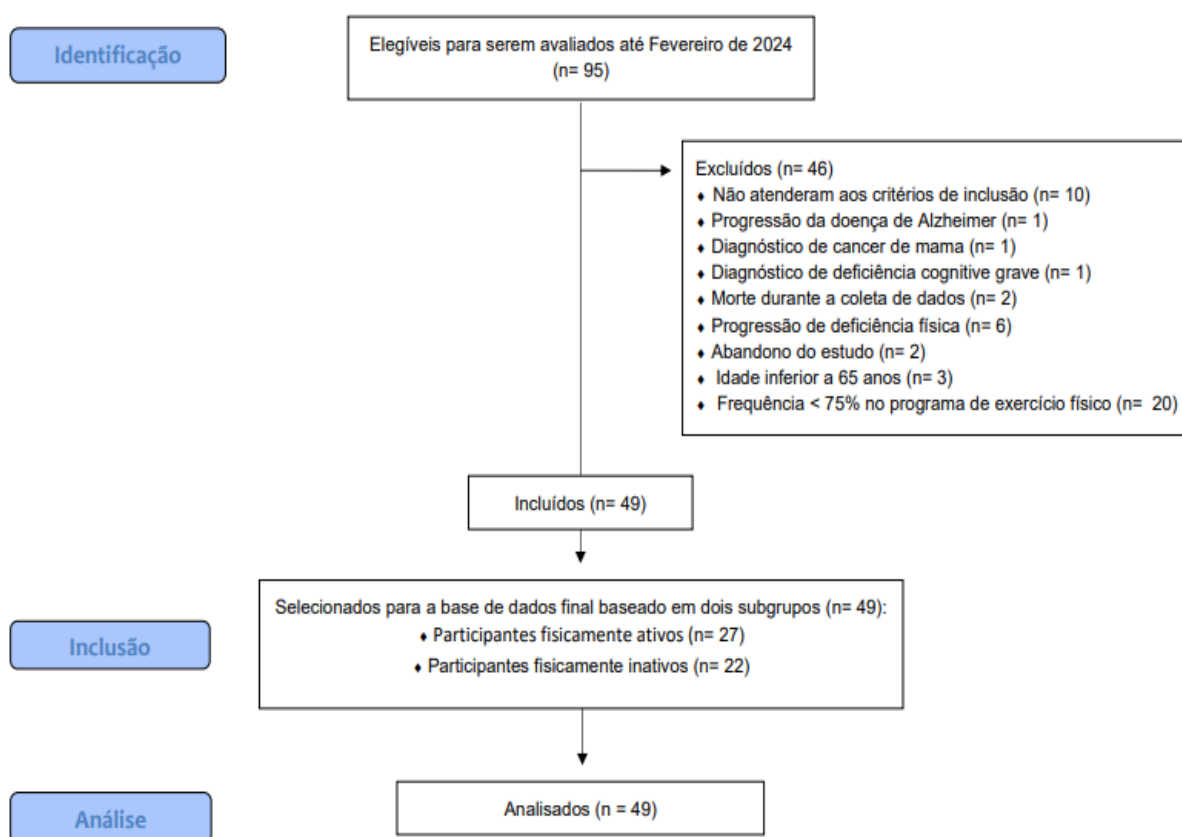 Identificação
Elegíveis para serem avaliados até Fevereiro de 2024
(n= 95)
Excluídos (n= 46)
♦ Não atenderam aos critérios de inclusão (n= 10)
♦ Progressão da doença de Alzheimer (n= 1)
♦ Diagnóstico de cancer de mama (n= 1)
♦ Diagnóstico de deficiência cognitive grave (n= 1)
♦ Morte durante a coleta de dados (n= 2)
♦ Progressão de deficiência física (n= 6)
♦ Abandono do estudo (n= 2)
♦ Idade inferior a 65 anos (n= 3)
♦ Frequência < 75% no programa de exercício físico (n= 20)
Incluídos (n= 49)
Inclusão
Selecionados para a base de dados final baseado em dois subgrupos (n= 49):
♦ Participantes fisicamente ativos (n= 27)
♦ Participantes fisicamente inativos (n= 22)
Análise
Analisados (n = 49)